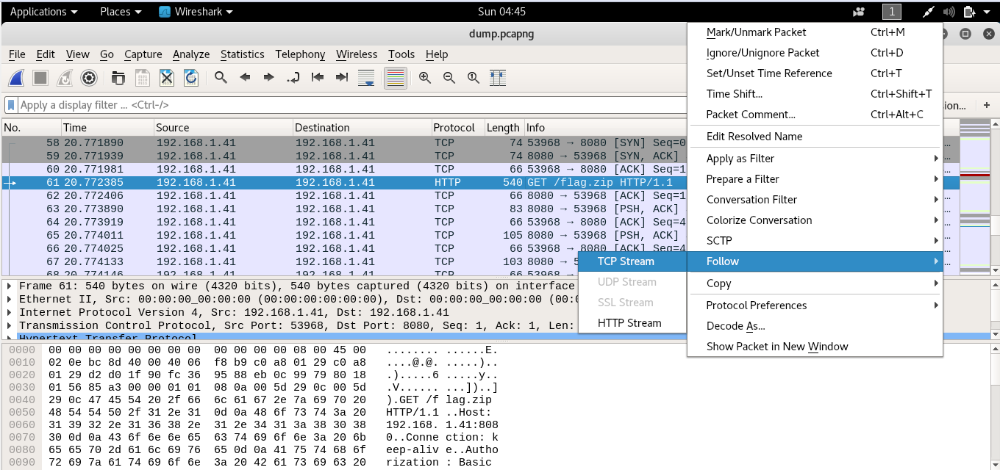 Applications Places Wireshark Sun 04:45 1
dump.pcapng
File Edit View Go Capture Analyze Statistics Telephony Wireless Tools Help
Apply a display filter ... <Ctrl-/> ion... +
No. Time Source Destination Protocol Length Info
58 20.771890 192.168.1.41 192.168.1.41 TCP 74 53968 → 8080 [SYN] Seq=0 …
59 20.771939 192.168.1.41 192.168.1.41 TCP 74 8080 → 53968 [SYN, ACK] …
60 20.771981 192.168.1.41 192.168.1.41 TCP 66 53968 → 8080 [ACK] Seq=1 …
61 20.772385 192.168.1.41 192.168.1.41 HTTP 540 GET /flag.zip HTTP/1.1
62 20.772406 192.168.1.41 192.168.1.41 TCP 66 8080 → 53968 [ACK] Seq=1 …
63 20.773890 192.168.1.41 192.168.1.41 TCP 83 8080 → 53968 [PSH, ACK] …
64 20.773919 192.168.1.41 192.168.1.41 TCP 66 53968 → 8080 [ACK] Seq=4 …
65 20.774011 192.168.1.41 192.168.1.41 TCP 105 8080 → 53968 [PSH, ACK] …
66 20.774025 192.168.1.41 192.168.1.41 TCP 66 53968 → 8080 [ACK] Seq=4 …
67 20.774133 192.168.1.41 192.168.1.41 TCP 103 8080 → 5
68 20.774146 192.168.1.41 192.168.1.41 TCP 66 53968
Mark/Unmark Packet Ctrl+M
Ignore/Unignore Packet Ctrl+D
Set/Unset Time Reference Ctrl+T
Time Shift... Ctrl+Shift+T
Packet Comment... Ctrl+Alt+C
Edit Resolved Name
Apply as Filter
Prepare a Filter
Conversation Filter
Colorize Conversation
SCTP
Follow
Copy
Protocol Preferences
Decode As...
Show Packet in New Window
TCP Stream
UDP Stream
SSL Stream
HTTP Stream
Frame 61: 540 bytes on wire (4320 bits), 540 bytes captured (4320 bits) on interface
Ethernet II, Src: 00:00:00_00:00:00 (00:00:00:00:00:00), Dst: 00:00:00_00:00:00 (00:0
Internet Protocol Version 4, Src: 192.168.1.41, Dst: 192.168.1.41
Transmission Control Protocol, Src Port: 53968, Dst Port: 8080, Seq: 1, Ack: 1, Len:
Hypertext Transfer Protocol
0000 00 00 00 00 00 00 00 00 00 00 00 00 08 00 45 00 ........ ......E.
0010 02 0e bc 8d 40 00 40 06 f8 b9 c0 a8 01 29 c0 a8 ....@.@. .....)..
0020 01 29 d2 d0 1f 90 fc 36 95 88 eb 0c 99 79 80 18 .).....6 .....y..
0030 01 56 85 a3 00 00 01 01 08 0a 00 5d 29 0c 00 5d .V...... ...])..]
0040 29 0c 47 45 54 20 2f 66 6c 61 67 2e 7a 69 70 20 ).GET /f lag.zip
0050 48 54 54 50 2f 31 2e 31 0d 0a 48 6f 73 74 3a 20 HTTP/1.1 ..Host:
0060 31 39 32 2e 31 36 38 2e 31 2e 34 31 3a 38 30 38 192.168. 1.41:808
0070 30 0d 0a 43 6f 6e 6e 65 63 74 69 6f 6e 3a 20 6b 0..Conne ction: k
0080 65 65 70 2d 61 6c 69 76 65 0d 0a 41 75 74 68 6f eep-aliv e..Autho
0090 72 69 7a 61 74 69 6f 6e 3a 20 42 61 73 69 63 20 rization : Basic